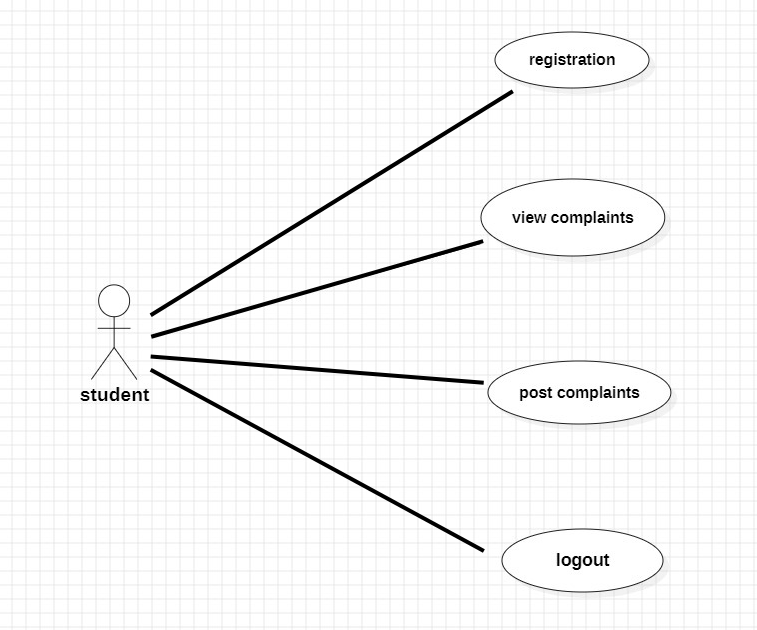 registration
view complaints
student
post complaints
logout